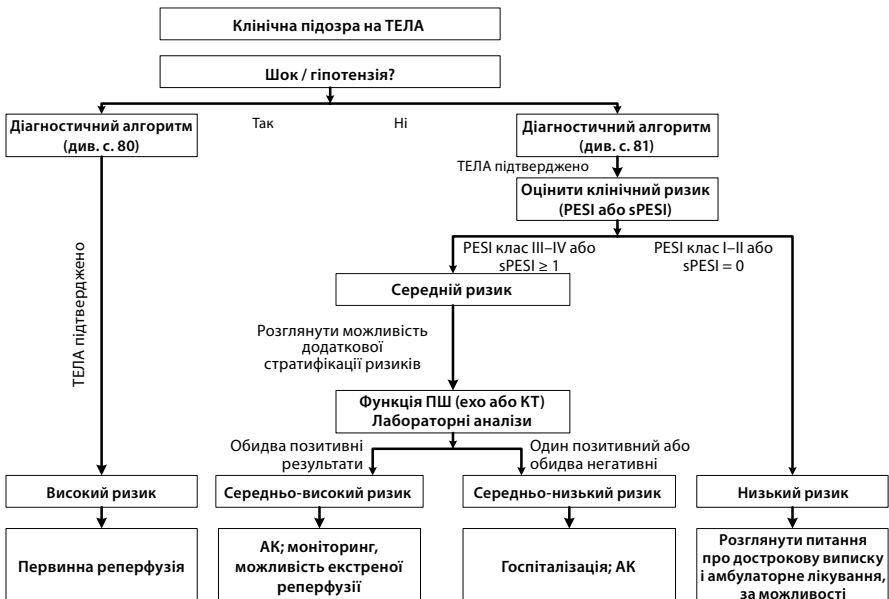 Клінічна підозра на ТЕЛА
Шок / гіпотензія?
Діагностичний алгоритм
(див. с. 80)
Так
Ні
Діагностичний алгоритм
(див. с. 81)
ТЕЛА підтверджено
Оцінити клінічний ризик
(PESI або sPESI)
PESI клас III–IV або
sPESI ≥ 1
PESI клас I–II або
sPESI = 0
Середній ризик
ТЕЛА підтверджено
Розглянути можливість
додаткової
стратифікації ризиків
Функція ПШ (ехо або КТ)
Лабораторні аналізи
Обидва позитивні
результати
Один позитивний або
обидва негативні
Високий ризик
Середньо-високий ризик
Середньо-низький ризик
Низький ризик
Первинна реперфузія
АК; моніторинг,
можливість екстреної
реперфузії
Госпіталізація; АК
Розглянути питання
про дострокову виписку
і амбулаторне лікування,
за можливості